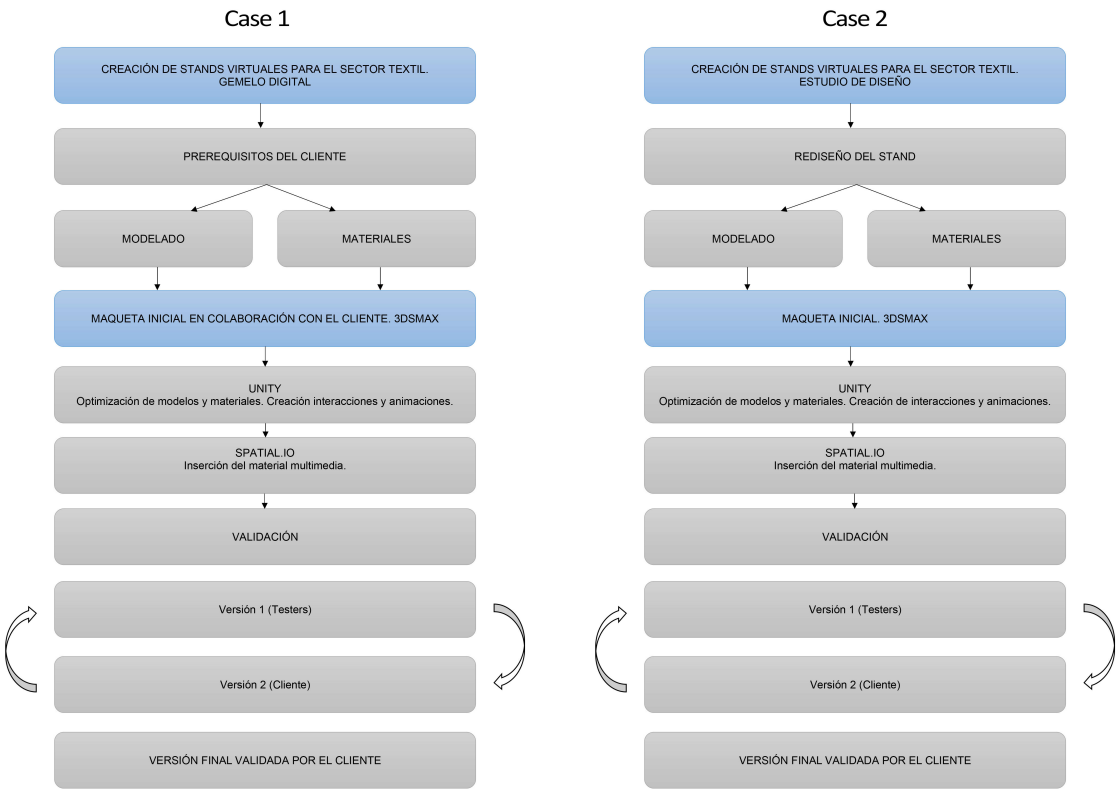 Case 1
CREACIÓN DE STANDS VIRTUALES PARA EL SECTOR TEXTIL.
GEMELO DIGITAL
PREREQUISITOS DEL CLIENTE
MODELADO
MATERIALES
MAQUETA INICIAL EN COLABORACIÓN CON EL CLIENTE. 3DSMAX
UNITY
Optimización de modelos y materiales. Creación interacciones y animaciones.
SPATIAL.IO
Inserción del material multimedia.
VALIDACIÓN
Versión 1 (Testers)
Versión 2 (Cliente)
VERSIÓN FINAL VALIDADA POR EL CLIENTE
Case 2
CREACIÓN DE STANDS VIRTUALES PARA EL SECTOR TEXTIL.
ESTUDIO DE DISEÑO
REDISEÑO DEL STAND
MODELADO
MATERIALES
MAQUETA INICIAL. 3DSMAX
UNITY
Optimización de modelos y materiales. Creación de interacciones y animaciones.
SPATIAL.IO
Inserción del material multimedia.
VALIDACIÓN
Versión 1 (Testers)
Versión 2 (Cliente)
VERSIÓN FINAL VALIDADA POR EL CLIENTE